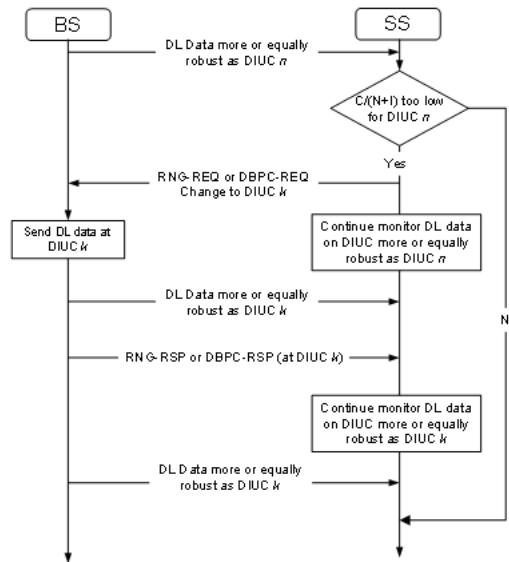 BS
SS
DL Data more or equally
robust as DIUC n
C/(N+I) too low
for DIUC n
Yes
RNG-REQ or DBPC-REQ
Change to DIUC k
Send DL data at
DIUC k
Continue monitor DL data
on DIUC more or equally
robust as DIUC n
DL Data more or equally
robust as DIUC k
N
RNG-RSP or DBPC-RSP (at DIUC k)
Continue monitor DL data
on DIUC more or equally
robust as DIUC k
DL Data more or equally
robust as DIUC k